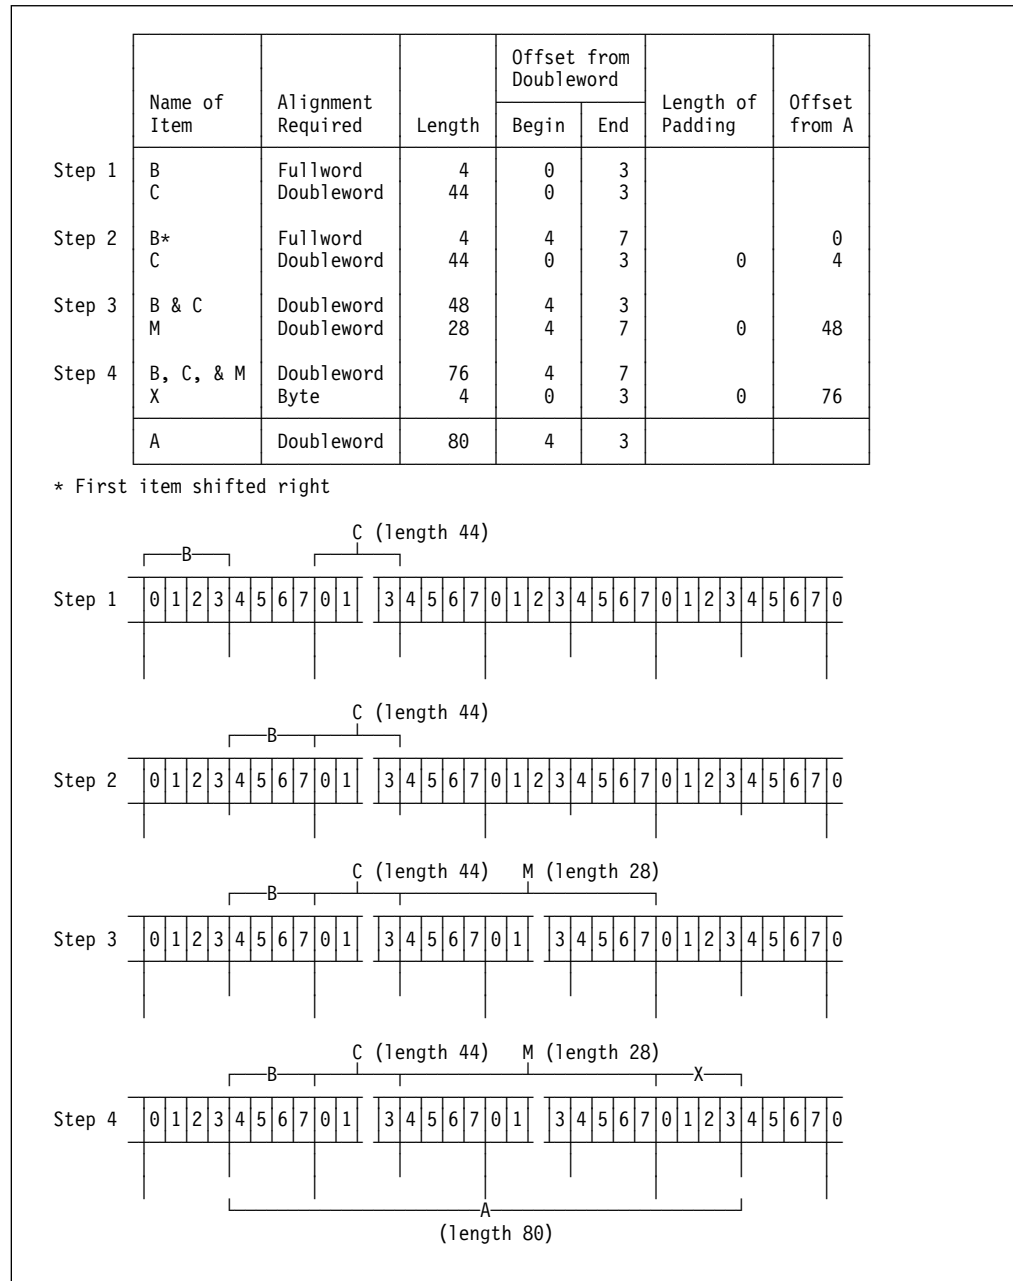 Offset from
Doubleword
Name of Alignment Length of Offset
Item Required Length Begin End Padding from A
Step 1 B Fullword 4 0 3
C Doubleword 44 0 3
Step 2 B* Fullword 4 4 7 0
C Doubleword 44 0 3 0 4
Step 3 B & C Doubleword 48 4 3
M Doubleword 28 4 7 0 48
Step 4 B, C, & M Doubleword 76 4 7
X Byte 4 0 3 0 76
A Doubleword 80 4 3
* First item shifted right
C (length 44)
B
Step 1 0 1 2 3 4 5 6 7 0 1 3 4 5 6 7 0 1 2 3 4 5 6 7 0 1 2 3 4 5 6 7 0
C (length 44)
B
Step 2 0 1 2 3 4 5 6 7 0 1 3 4 5 6 7 0 1 2 3 4 5 6 7 0 1 2 3 4 5 6 7 0
C (length 44) M (length 28)
B
Step 3 0 1 2 3 4 5 6 7 0 1 3 4 5 6 7 0 1 3 4 5 6 7 0 1 2 3 4 5 6 7 0
C (length 44) M (length 28)
B X
Step 4 0 1 2 3 4 5 6 7 0 1 3 4 5 6 7 0 1 3 4 5 6 7 0 1 2 3 4 5 6 7 0
A
(length 80)